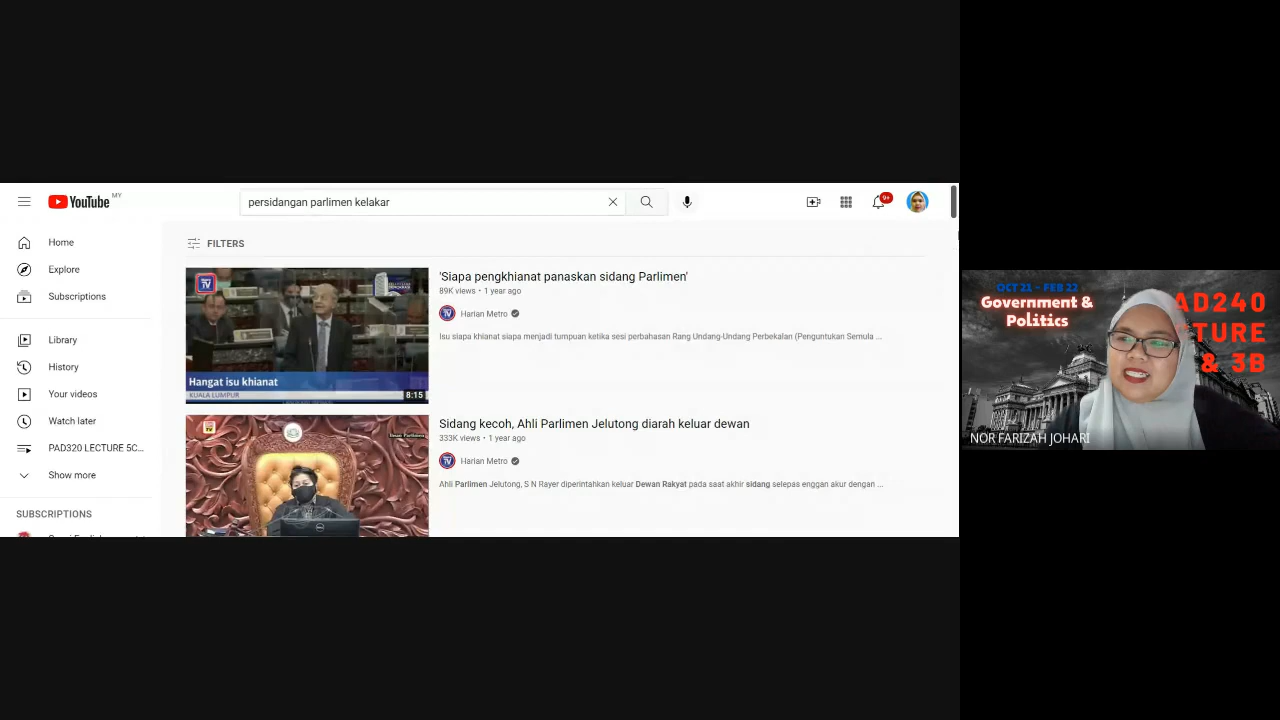 YouTube
MY
persidangan parlimen kelakar
9+
Home
Explore
Subscriptions
Library
History
Your videos
Watch later
PAD320 LECTURE 5C...
Show more
SUBSCRIPTIONS
FILTERS
TV
Hangat isu khianat
KUALA LUMPUR
8:15
'Siapa pengkhianat panaskan sidang Parlimen'
89K views • 1 year ago
Harian Metro
Isu siapa khianat siapa menjadi tumpuan ketika sesi perbahasan Rang Undang-Undang Perbekalan (Penguntukan Semula ...
Sidang kecoh, Ahli Parlimen Jelutong diarah keluar dewan
333K views • 1 year ago
Harian Metro
Ahli Parlimen Jelutong, S N Rayer diperintahkan keluar Dewan Rakyat pada saat akhir sidang selepas enggan akur dengan ...
DELL
OCT 21 - FEB 22
Government &
Politics
AD240
TURE
& 3B
NOR FARIZAH JOHARI